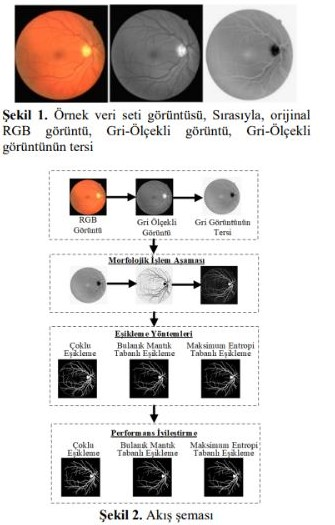 Şekil 1. Örnek veri seti görüntüsü, Sırasıyla, orijinal
RGB görüntü, Gri-Ölçekli görüntü, Gri-Ölçekli
görüntünün tersi
RGB
Görüntü
Gri Ölçekli
Görüntü
Gri Görüntünün
Tersi
Morfolojik İşlem Aşaması
Eşikleme Yöntemleri
Çoklu
Eşikleme
Bulanık Mantık
Tabanlı Eşikleme
Maksimum Entropi
Tabanlı Eşikleme
Performans İyileştirme
Çoklu
Eşikleme
Bulanık Mantık
Tabanlı Eşikleme
Maksimum Entropi
Tabanlı Eşikleme
Şekil 2. Akış şeması